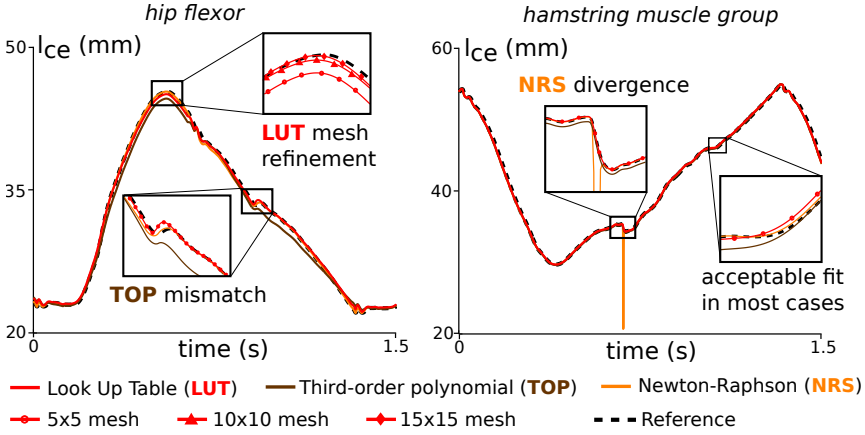 hip flexor
hamstring muscle group
lce (mm)
50
35
20
0
1.5
time (s)
LUT mesh
refinement
TOP mismatch
lce (mm)
60
40
20
0
1.5
time (s)
NRS divergence
acceptable fit
in most cases
Look Up Table (LUT)
Third-order polynomial (TOP)
Newton-Raphson (NRS)
5x5 mesh
10x10 mesh
15x15 mesh
Reference